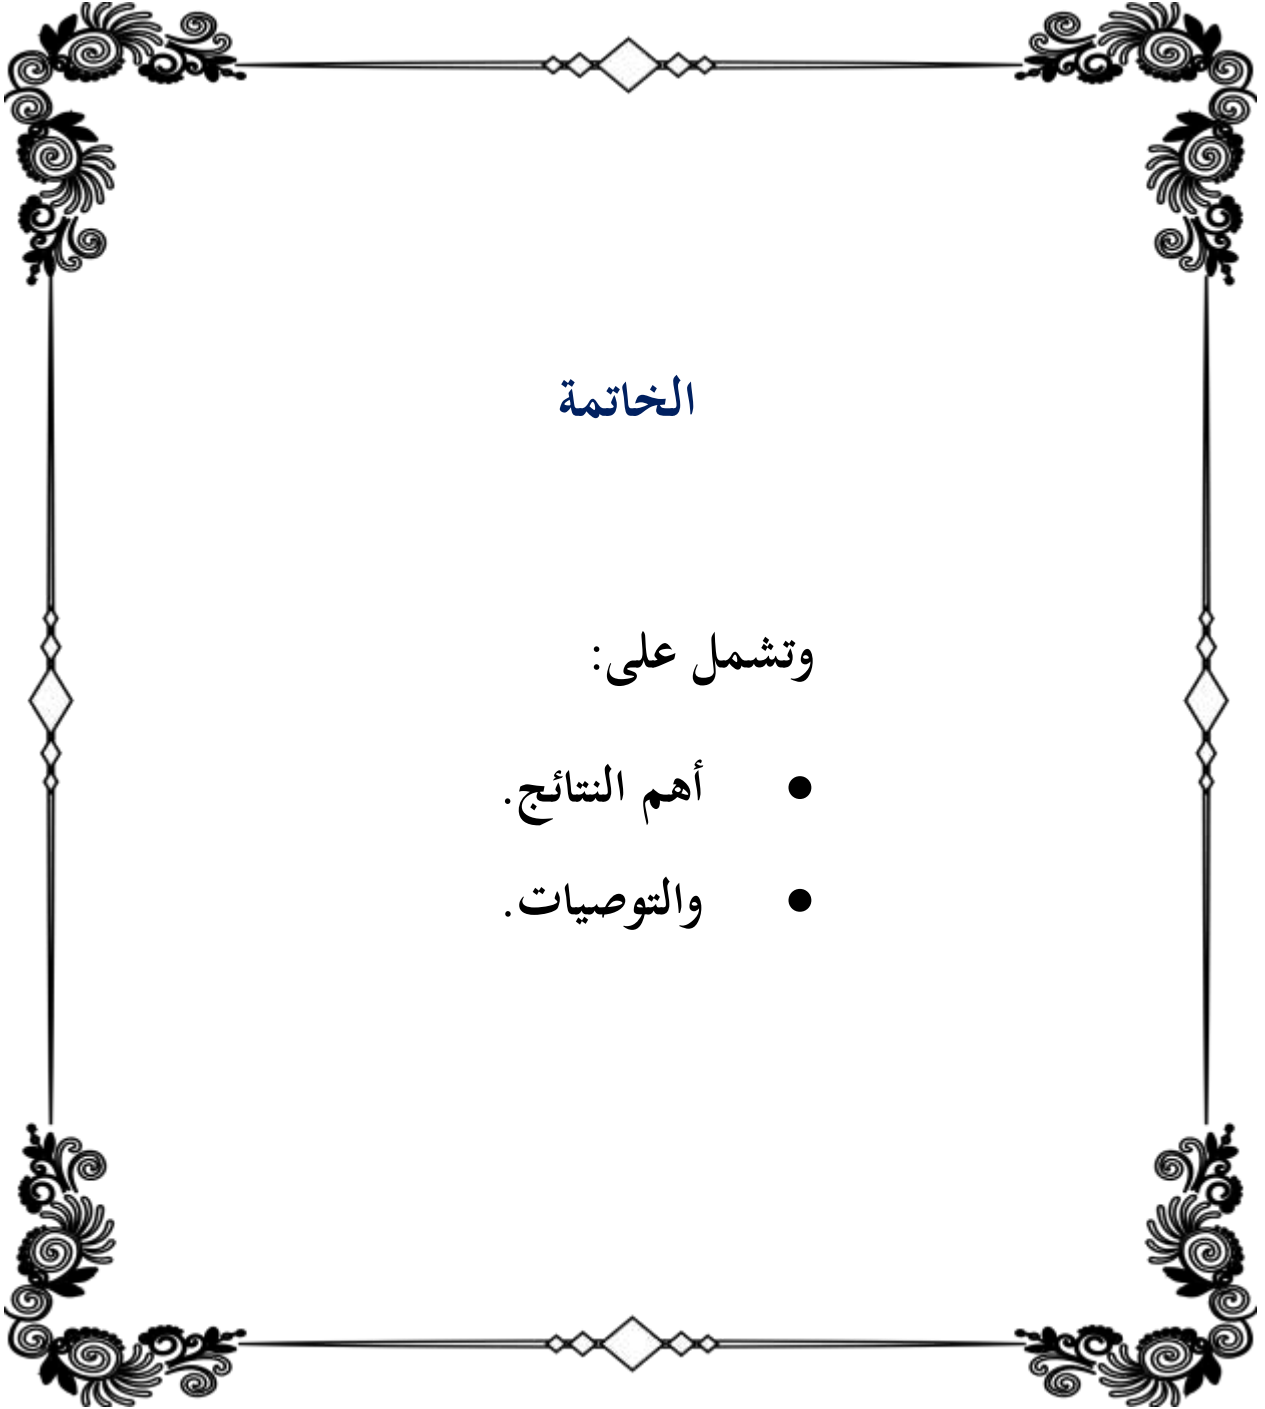 الخاتمة
وتشمل على:
● أهم النتائج.
● والتوصيات.